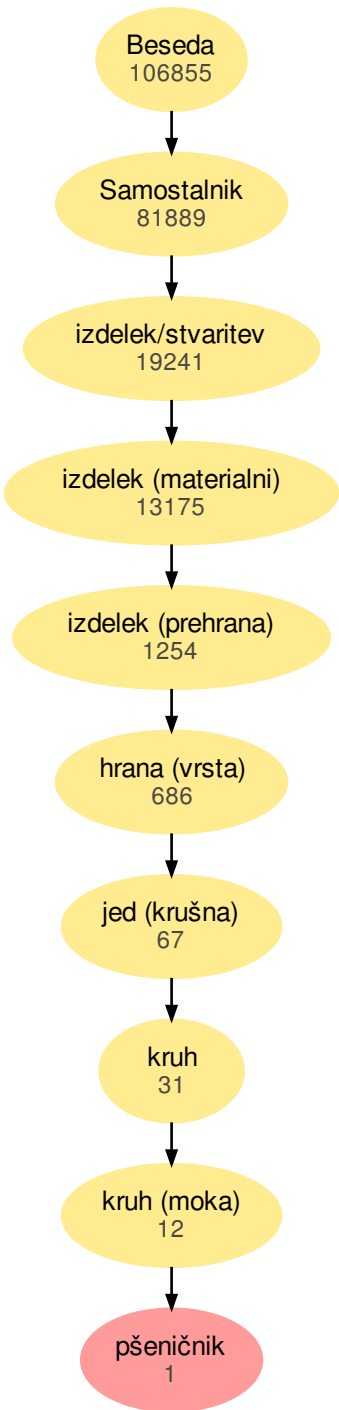 Beseda
106855
Samostalnik
81889
izdelek/stvaritev
19241
izdelek (materialni)
13175
izdelek (prehrana)
1254
hrana (vrsta)
686
jed (krušna)
67
kruh
31
kruh (moka)
12
pšeničnik
1